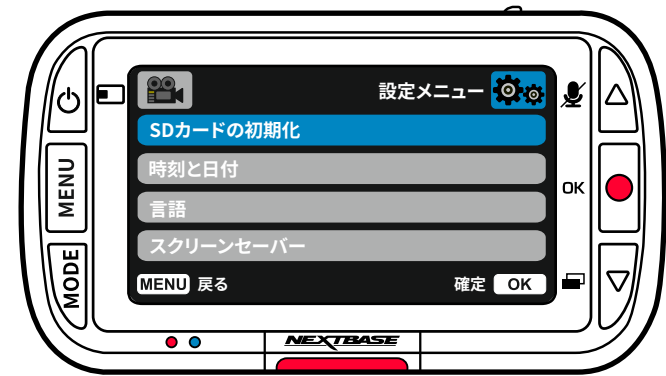 設定メニュー
SDカードの初期化
時刻と日付
言語
スクリーンセーバー
MENU 戻る
確定 OK
MENU
MODE
OK
NEXTBASE